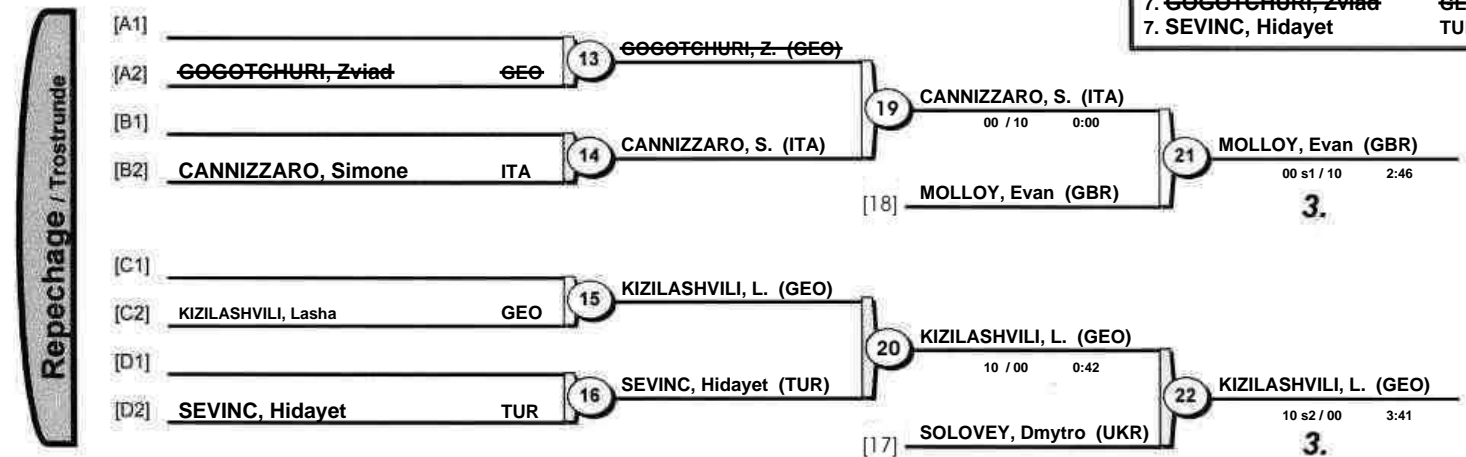 7. GOGOTCHURI, Zviad
7. SEVINC, Hidayet TUR
Repechage / Trostrunde
[A1]
[A2] GOGOTCHURI, Zviad GEO
13
GOGOTCHURI, Z. (GEO)
[B1]
[B2] CANNIZZARO, Simone ITA
14
CANNIZZARO, S. (ITA)
19
CANNIZZARO, S. (ITA)
00 / 10 0:00
[18] MOLLOY, Evan (GBR)
21
MOLLOY, Evan (GBR)
00 s1 / 10 2:46
3.
[C1]
[C2] KIZILASHVILI, Lasha GEO
15
KIZILASHVILI, L. (GEO)
[D1]
[D2] SEVINC, Hidayet TUR
16
SEVINC, Hidayet (TUR)
20
KIZILASHVILI, L. (GEO)
10 / 00 0:42
[17] SOLOVEY, Dmytro (UKR)
22
KIZILASHVILI, L. (GEO)
10 s2 / 00 3:41
3.